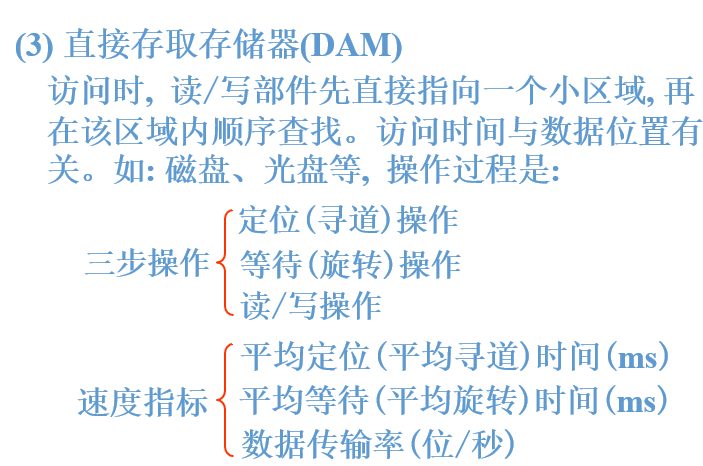 (3) 直接存取存储器(DAM)
访问时, 读/写部件先直接指向一个小区域, 再
在该区域内顺序查找。访问时间与数据位置有
关。如: 磁盘、光盘等, 操作过程是:
三步操作
定位(寻道)操作
等待(旋转)操作
读/写操作
速度指标
平均定位(平均寻道)时间(ms)
平均等待(平均旋转)时间(ms)
数据传输率(位/秒)